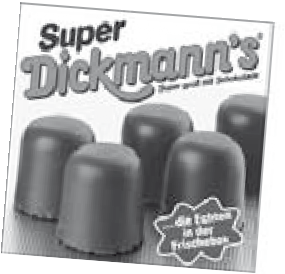 Super
Dickmann's
... die Echten
in der
Frischebox